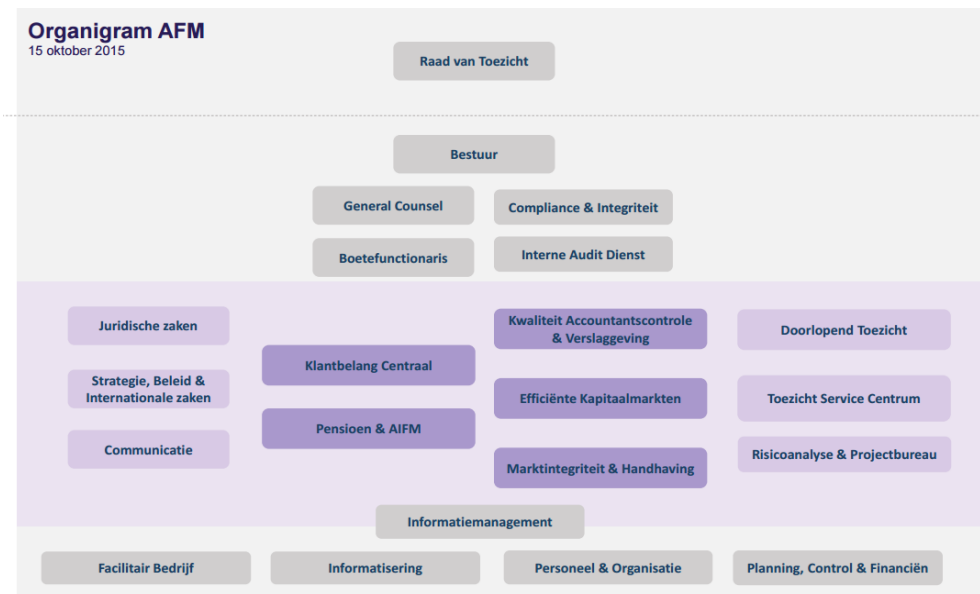 Organigram AFM
15 oktober 2015
Raad van Toezicht
Bestuur
General Counsel
Compliance & Integriteit
Boetefunctionaris
Interne Audit Dienst
Juridische zaken
Strategie, Beleid &
Internationale zaken
Communicatie
Klantbelang Centraal
Pensioen & AIFM
Kwaliteit Accountantscontrole
& Verslaggeving
Efficiënte Kapitaalmarkten
Marktintegriteit & Handhaving
Doorlopend Toezicht
Toezicht Service Centrum
Risicoanalyse & Projectbureau
Informatiemanagement
Facilitair Bedrijf
Informatisering
Personeel & Organisatie
Planning, Control & Financiën